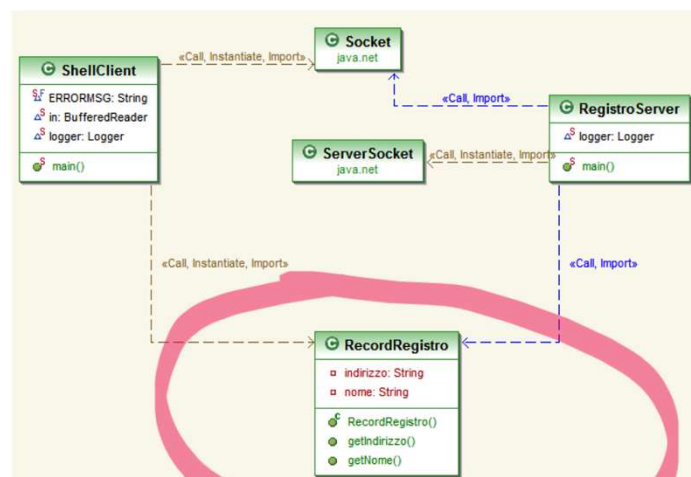 Socket
java.net
«Call, Instantiate, Import»
ShellClient
ERRORMSG: String
in: BufferedReader
logger: Logger
main()
«Call, Import»
RegistroServer
logger: Logger
main()
ServerSocket
java.net
«Call, Instantiate, Import»
«Call, Instantiate, Import»
«Call, Import»
RecordRegistro
indirizzo: String
nome: String
RecordRegistro()
getIndirizzo()
getNome()